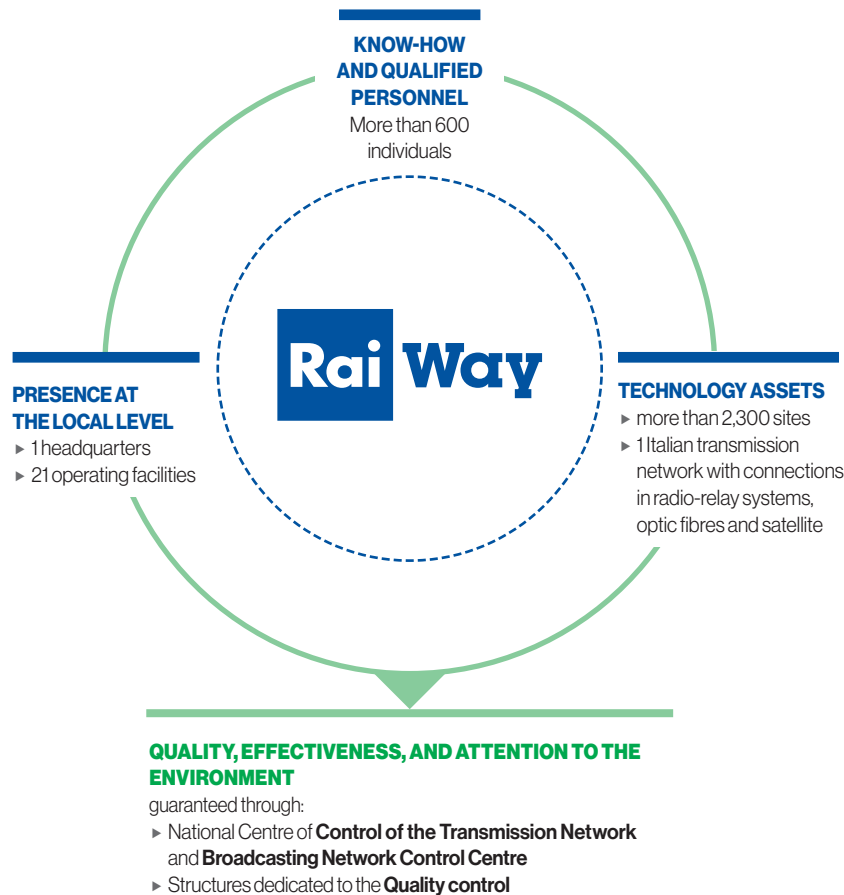 KNOW-HOW
AND QUALIFIED
PERSONNEL
More than 600
individuals
Rai Way
PRESENCE AT
THE LOCAL LEVEL
▶ 1 headquarters
▶ 21 operating facilities
TECHNOLOGY ASSETS
▶ more than 2,300 sites
▶ 1 Italian transmission
network with connections
in radio-relay systems,
optic fibres and satellite
QUALITY, EFFECTIVENESS, AND ATTENTION TO THE
ENVIRONMENT
guaranteed through:
▶ National Centre of Control of the Transmission Network
and Broadcasting Network Control Centre
▶ Structures dedicated to the Quality control